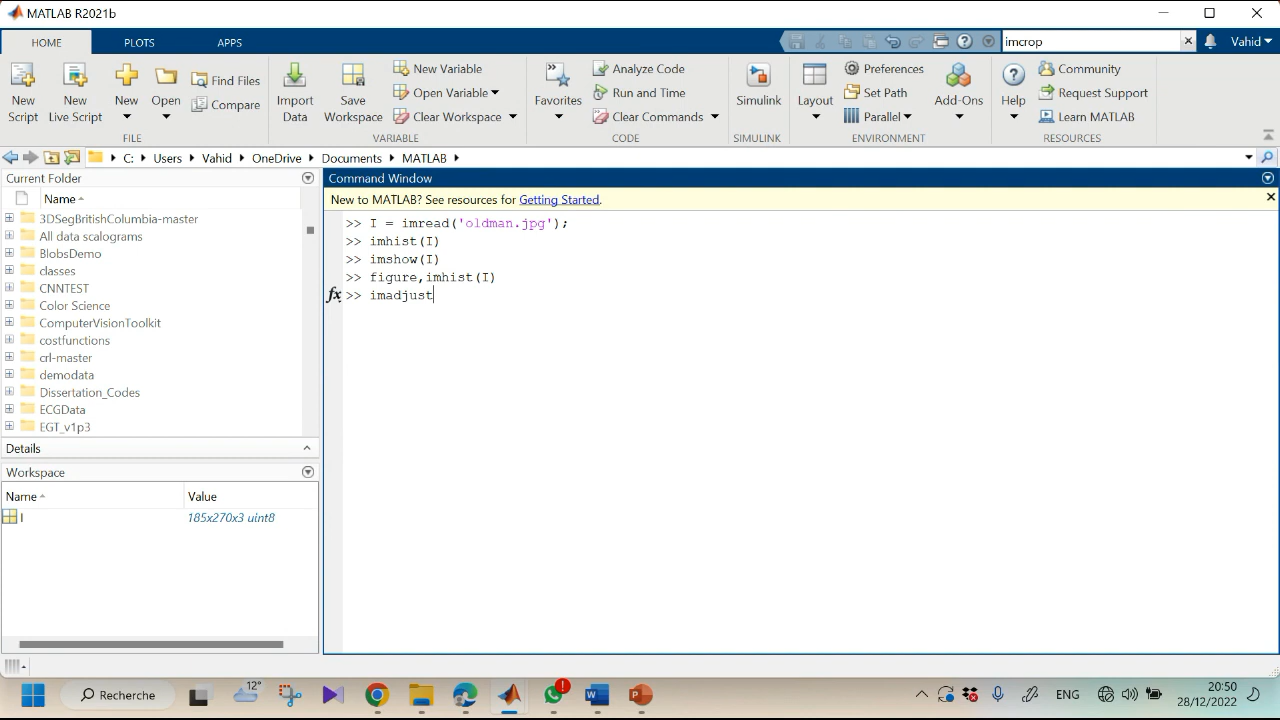 MATLAB R2021b
HOME PLOTS APPS
imcrop
Vahid
New Script
New Live Script
New
Open
Find Files
Compare
FILE
Import Data
Save Workspace
New Variable
Open Variable
Clear Workspace
VARIABLE
Favorites
Analyze Code
Run and Time
Clear Commands
CODE
Simulink
SIMULINK
Layout
Preferences
Set Path
Parallel
Add-Ons
ENVIRONMENT
Help
Community
Request Support
Learn MATLAB
RESOURCES
C: Users Vahid OneDrive Documents MATLAB
Current Folder
Name
3DSegBritishColumbia-master
All data scalograms
BlobsDemo
classes
CNNTEST
Color Science
ComputerVisionToolkit
costfunctions
crl-master
demodata
Dissertation_Codes
ECGData
EGT_v1p3
Details
Workspace
Name Value
I 185x270x3 uint8
Command Window
New to MATLAB? See resources for Getting Started.
>> I = imread('oldman.jpg');
>> imhist(I)
>> imshow(I)
>> figure,imhist(I)
fx >> imadjust
12°
Recherche
ENG
20:50
28/12/2022